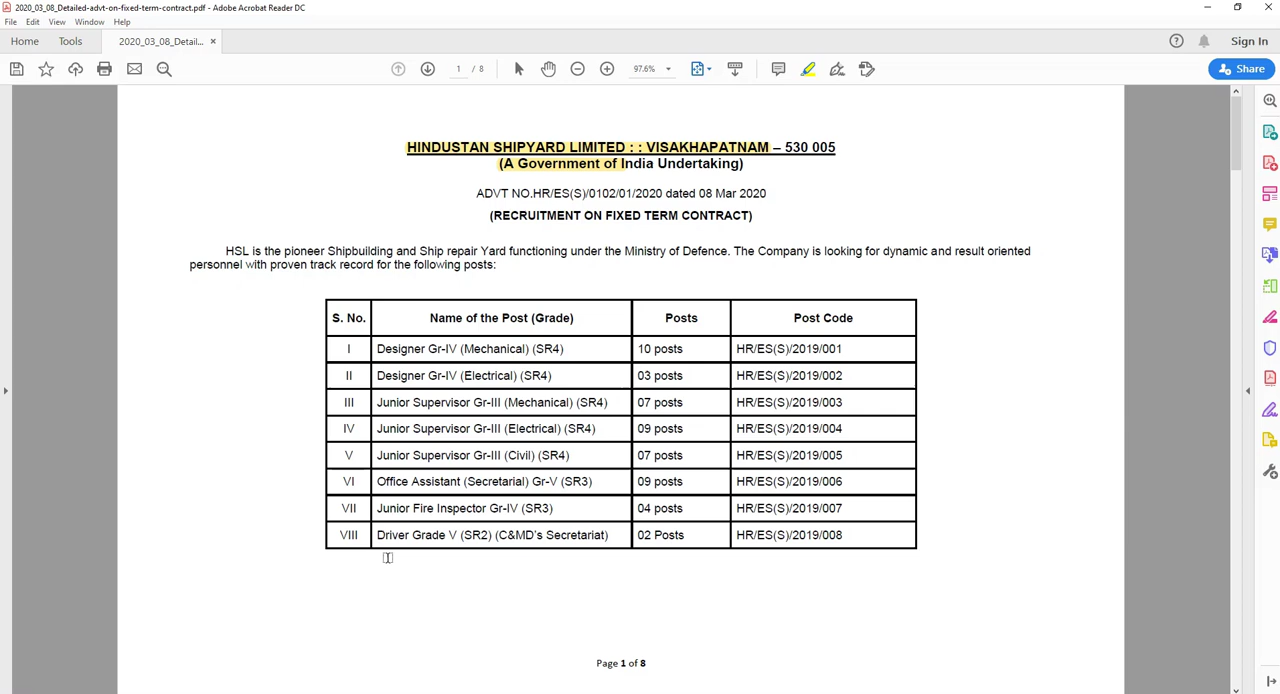 2020_03_08_Detailed-advt-on-fixed-term-contract.pdf - Adobe Acrobat Reader DC
File Edit View Window Help
Home Tools 2020_03_08_Detail... × Sign In
1 / 8 97.6% Share
HINDUSTAN SHIPYARD LIMITED : : VISAKHAPATNAM – 530 005
(A Government of India Undertaking)
ADVT NO.HR/ES(S)/0102/01/2020 dated 08 Mar 2020
(RECRUITMENT ON FIXED TERM CONTRACT)
HSL is the pioneer Shipbuilding and Ship repair Yard functioning under the Ministry of Defence. The Company is looking for dynamic and result oriented
personnel with proven track record for the following posts:
S. No. Name of the Post (Grade) Posts Post Code
I Designer Gr-IV (Mechanical) (SR4) 10 posts HR/ES(S)/2019/001
II Designer Gr-IV (Electrical) (SR4) 03 posts HR/ES(S)/2019/002
III Junior Supervisor Gr-III (Mechanical) (SR4) 07 posts HR/ES(S)/2019/003
IV Junior Supervisor Gr-III (Electrical) (SR4) 09 posts HR/ES(S)/2019/004
V Junior Supervisor Gr-III (Civil) (SR4) 07 posts HR/ES(S)/2019/005
VI Office Assistant (Secretarial) Gr-V (SR3) 09 posts HR/ES(S)/2019/006
VII Junior Fire Inspector Gr-IV (SR3) 04 posts HR/ES(S)/2019/007
VIII Driver Grade V (SR2) (C&MD's Secretariat) 02 Posts HR/ES(S)/2019/008
Page 1 of 8